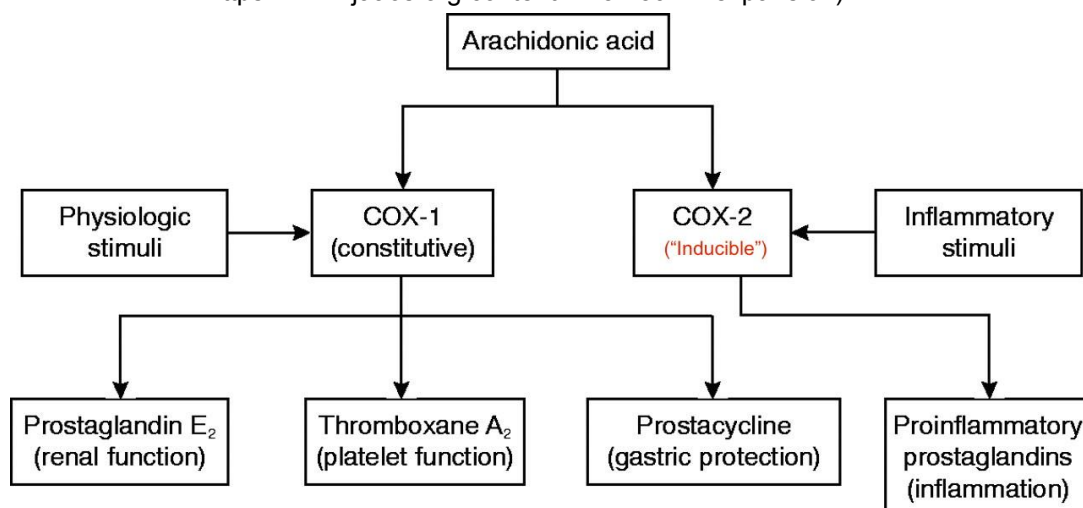 Arachidonic acid
Physiologic
stimuli
COX-1
(constitutive)
COX-2
("Inducible")
Inflammatory
stimuli
Prostaglandin E₂
(renal function)
Thromboxane A₂
(platelet function)
Prostacycline
(gastric protection)
Proinflammatory
prostaglandins
(inflammation)